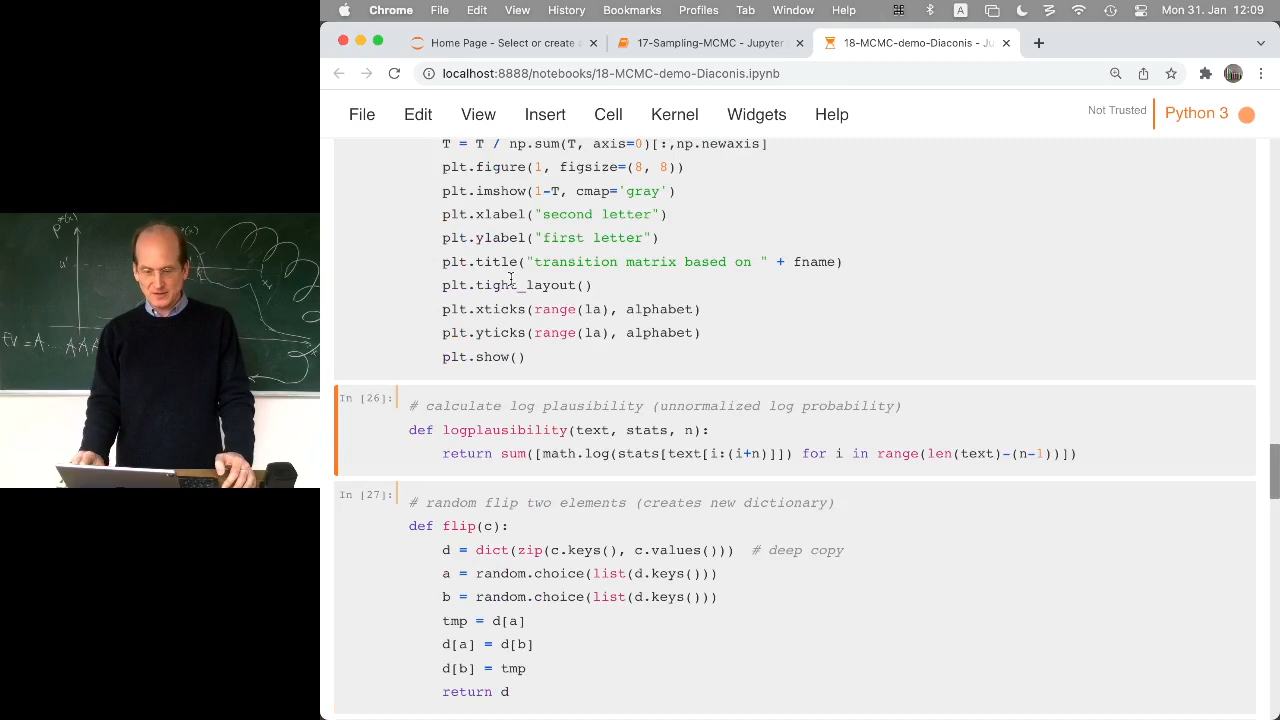 Chrome File Edit View History Bookmarks Profiles Tab Window Help A Mon 31. Jan 12:09
Home Page - Select or create 17-Sampling-MCMC - Jupyter 18-MCMC-demo-Diaconis - Ju
localhost:8888/notebooks/18-MCMC-demo-Diaconis.ipynb
File Edit View Insert Cell Kernel Widgets Help Not Trusted Python 3
T = T / np.sum(T, axis=0)[:,np.newaxis]
plt.figure(1, figsize=(8, 8))
plt.imshow(1-T, cmap='gray')
plt.xlabel("second letter")
plt.ylabel("first letter")
plt.title("transition matrix based on " + fname)
plt.tight_layout()
plt.xticks(range(la), alphabet)
plt.yticks(range(la), alphabet)
plt.show()
In [26]:
# calculate log plausibility (unnormalized log probability)
def logplausibility(text, stats, n):
return sum([math.log(stats[text[i:(i+n)]]) for i in range(len(text)-(n-1))])
In [27]:
# random flip two elements (creates new dictionary)
def flip(c):
d = dict(zip(c.keys(), c.values())) # deep copy
a = random.choice(list(d.keys()))
b = random.choice(list(d.keys()))
tmp = d[a]
d[a] = d[b]
d[b] = tmp
return d